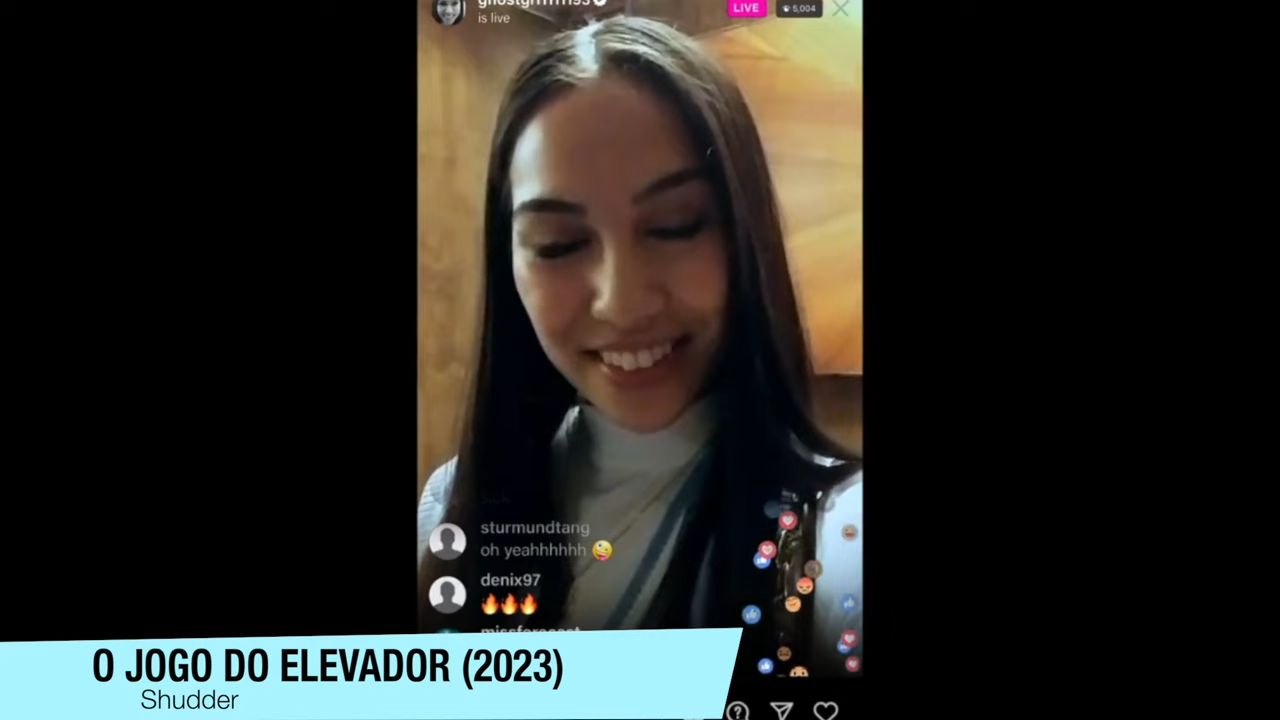 is live
LIVE
5,004
sturmundtang
oh yeahhhhhh 🤪
denix97
🔥🔥🔥
O JOGO DO ELEVADOR (2023)
Shudder